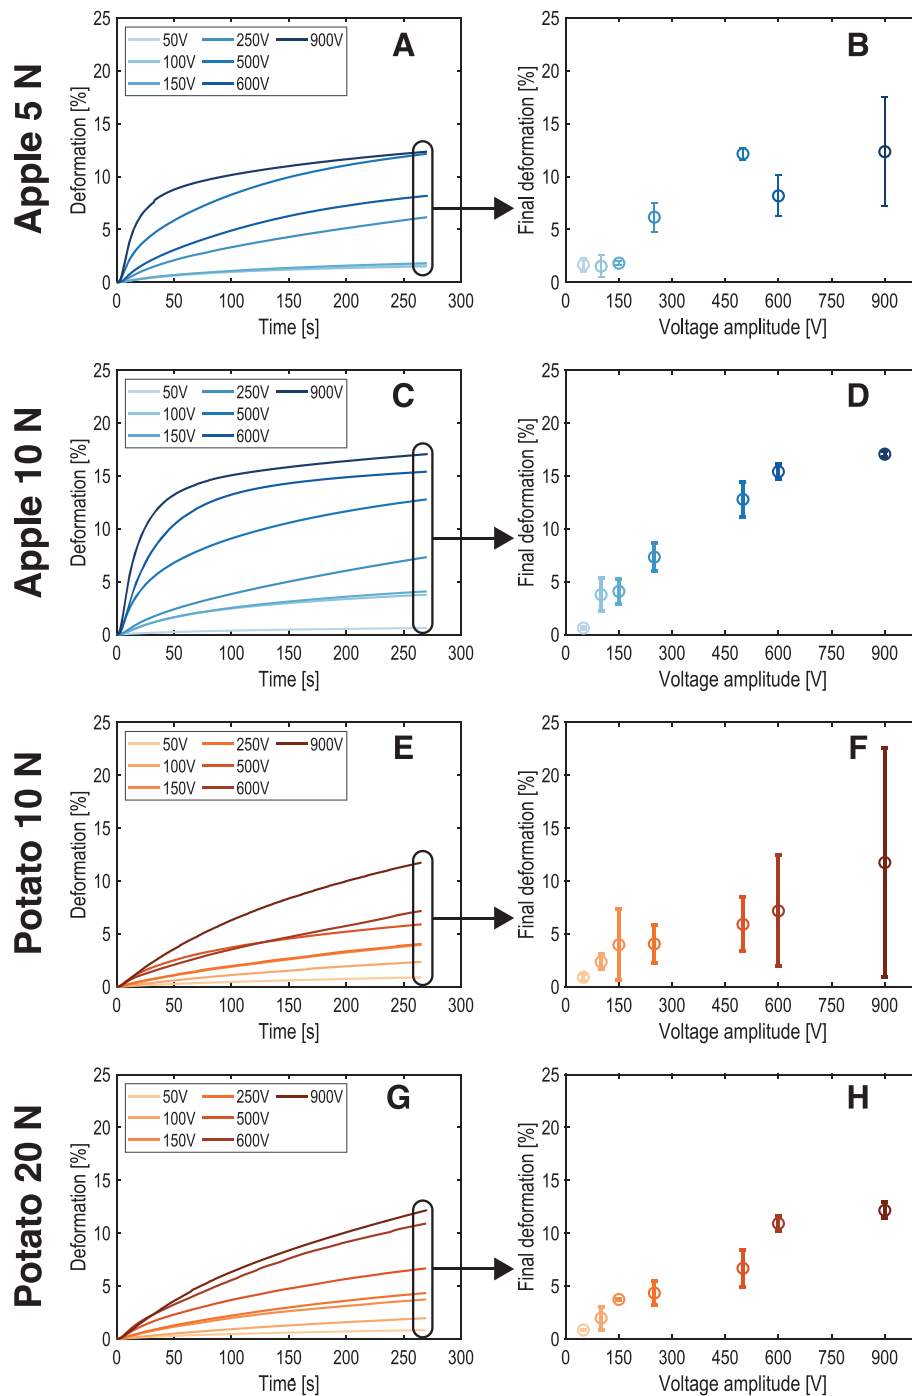 Apple 5 N
A
50V 250V 900V
100V 500V
150V 600V
Deformation [%]
25
20
15
10
5
0
0 50 100 150 200 250 300
Time [s]
B
Final deformation [%]
25
20
15
10
5
0
0 150 300 450 600 750 900
Voltage amplitude [V]
Apple 10 N
C
50V 250V 900V
100V 500V
150V 600V
Deformation [%]
25
20
15
10
5
0
0 50 100 150 200 250 300
Time [s]
D
Final deformation [%]
25
20
15
10
5
0
0 150 300 450 600 750 900
Voltage amplitude [V]
Potato 10 N
E
50V 250V 900V
100V 500V
150V 600V
Deformation [%]
25
20
15
10
5
0
0 50 100 150 200 250 300
Time [s]
F
Final deformation [%]
25
20
15
10
5
0
0 150 300 450 600 750 900
Voltage amplitude [V]
Potato 20 N
G
50V 250V 900V
100V 500V
150V 600V
Deformation [%]
25
20
15
10
5
0
0 50 100 150 200 250 300
Time [s]
H
Final deformation [%]
25
20
15
10
5
0
0 150 300 450 600 750 900
Voltage amplitude [V]